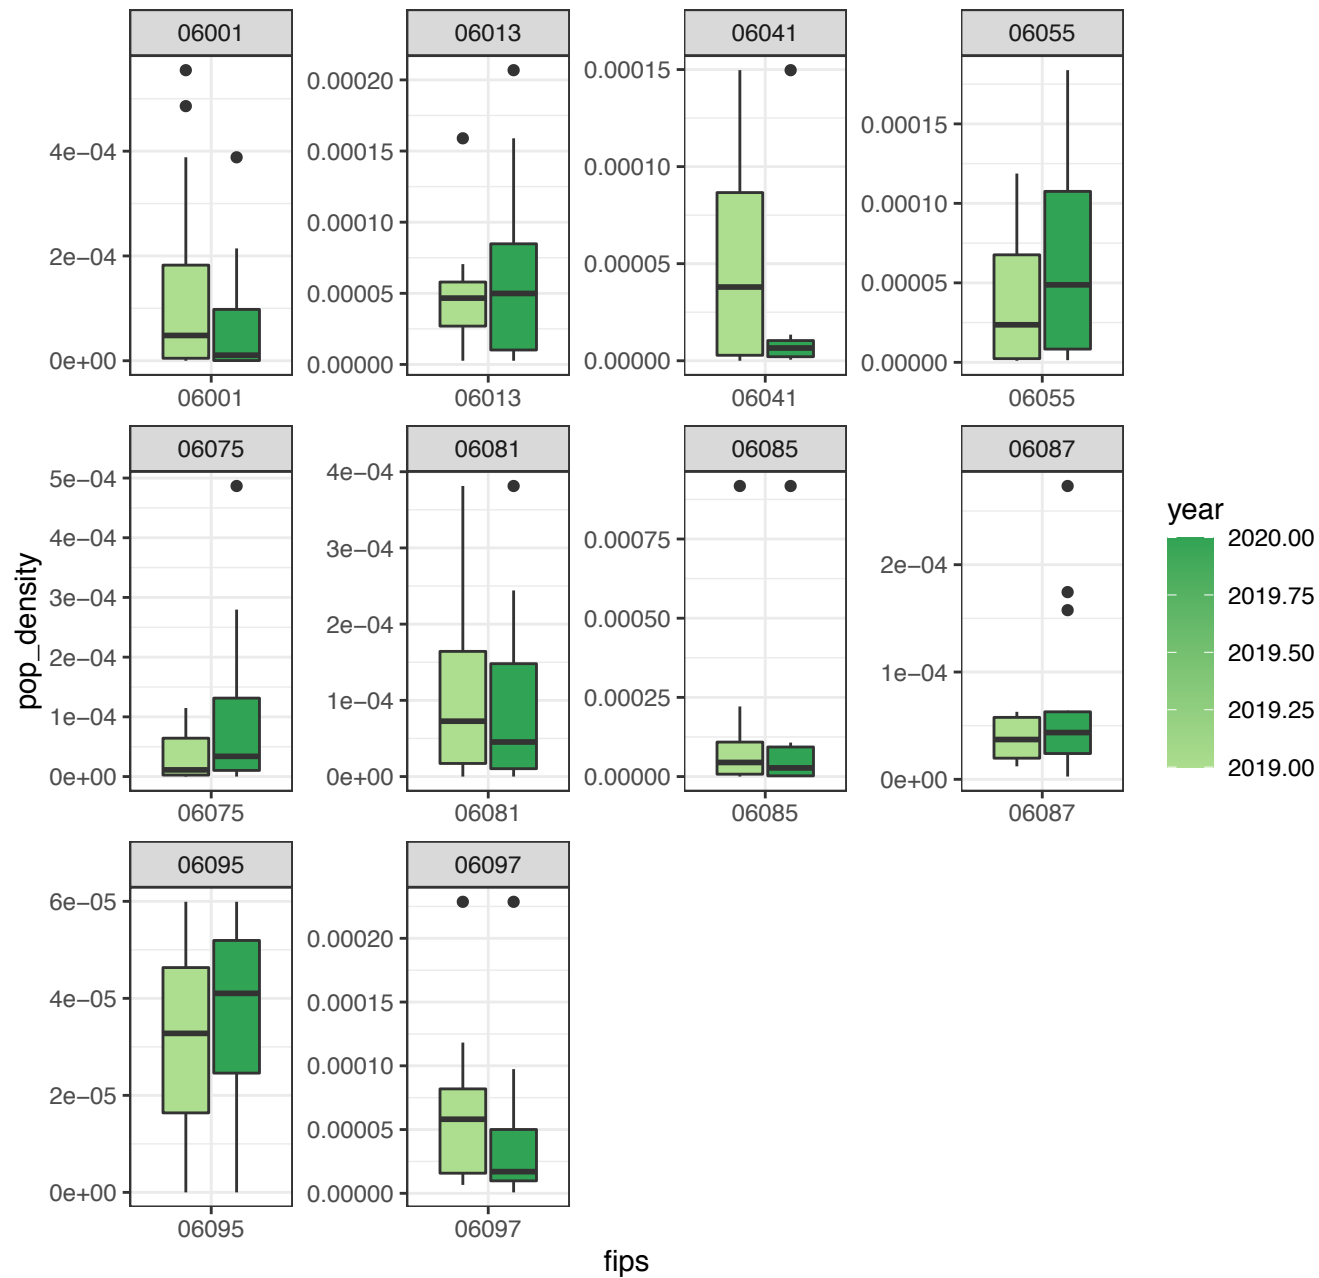 06001 06013 06041 06055
4e−04
2e−04
0e+00
0.00020
0.00015
0.00010
0.00005
0.00000
0.00015
0.00010
0.00005
0.00000
0.00015
0.00010
0.00005
0.00000
06001 06013 06041 06055
06075 06081 06085 06087
5e−04
4e−04
3e−04
2e−04
1e−04
0e+00
4e−04
3e−04
2e−04
1e−04
0e+00
0.00075
0.00050
0.00025
0.00000
2e−04
1e−04
0e+00
06075 06081 06085 06087
06095 06097
6e−05
4e−05
2e−05
0e+00
0.00020
0.00015
0.00010
0.00005
0.00000
06095 06097
pop_density
fips
year
2020.00
2019.75
2019.50
2019.25
2019.00